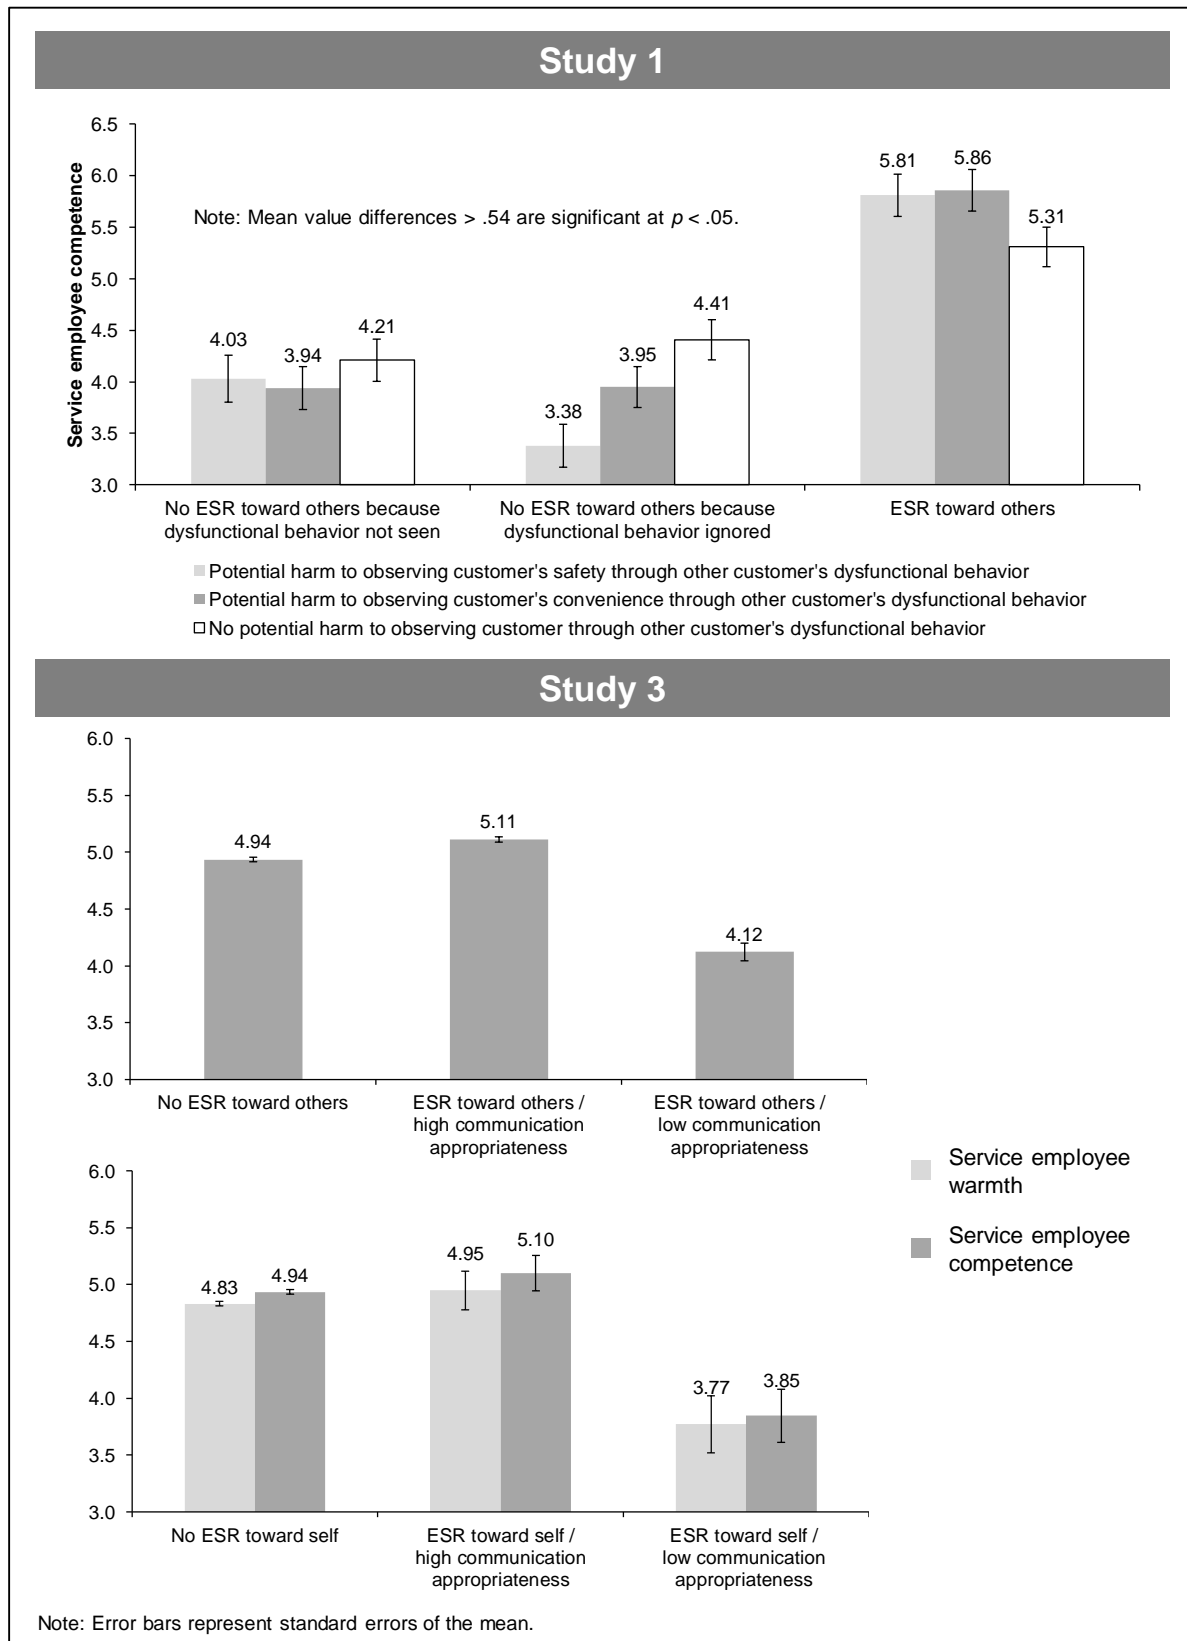 Study 1
Service employee competence
6.5
6.0
5.5
5.0
4.5
4.0
3.5
3.0
Note: Mean value differences > .54 are significant at p < .05.
4.03
3.94
4.21
3.38
3.95
4.41
5.81
5.86
5.31
No ESR toward others because
dysfunctional behavior not seen
No ESR toward others because
dysfunctional behavior ignored
ESR toward others
Potential harm to observing customer's safety through other customer's dysfunctional behavior
Potential harm to observing customer's convenience through other customer's dysfunctional behavior
No potential harm to observing customer through other customer's dysfunctional behavior
Study 3
6.0
5.5
5.0
4.5
4.0
3.5
3.0
4.94
5.11
4.12
No ESR toward others
ESR toward others /
high communication
appropriateness
ESR toward others /
low communication
appropriateness
6.0
5.5
5.0
4.5
4.0
3.5
3.0
4.83
4.94
4.95
5.10
3.77
3.85
No ESR toward self
ESR toward self /
high communication
appropriateness
ESR toward self /
low communication
appropriateness
Service employee
warmth
Service employee
competence
Note: Error bars represent standard errors of the mean.